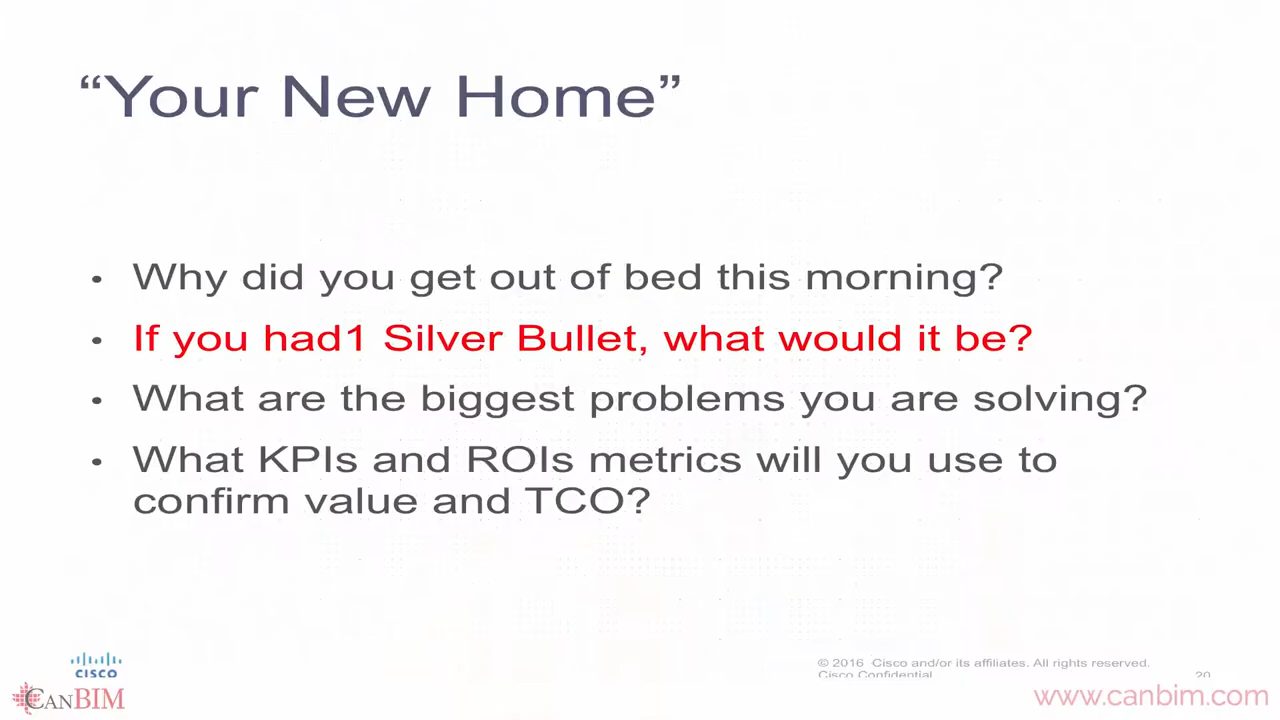 “Your New Home”
• Why did you get out of bed this morning?
• If you had1 Silver Bullet, what would it be?
• What are the biggest problems you are solving?
• What KPIs and ROIs metrics will you use to
confirm value and TCO?
CISCO
© 2016 Cisco and/or its affiliates. All rights reserved.
Cisco Confidential
20
CANBIM
www.canbim.com